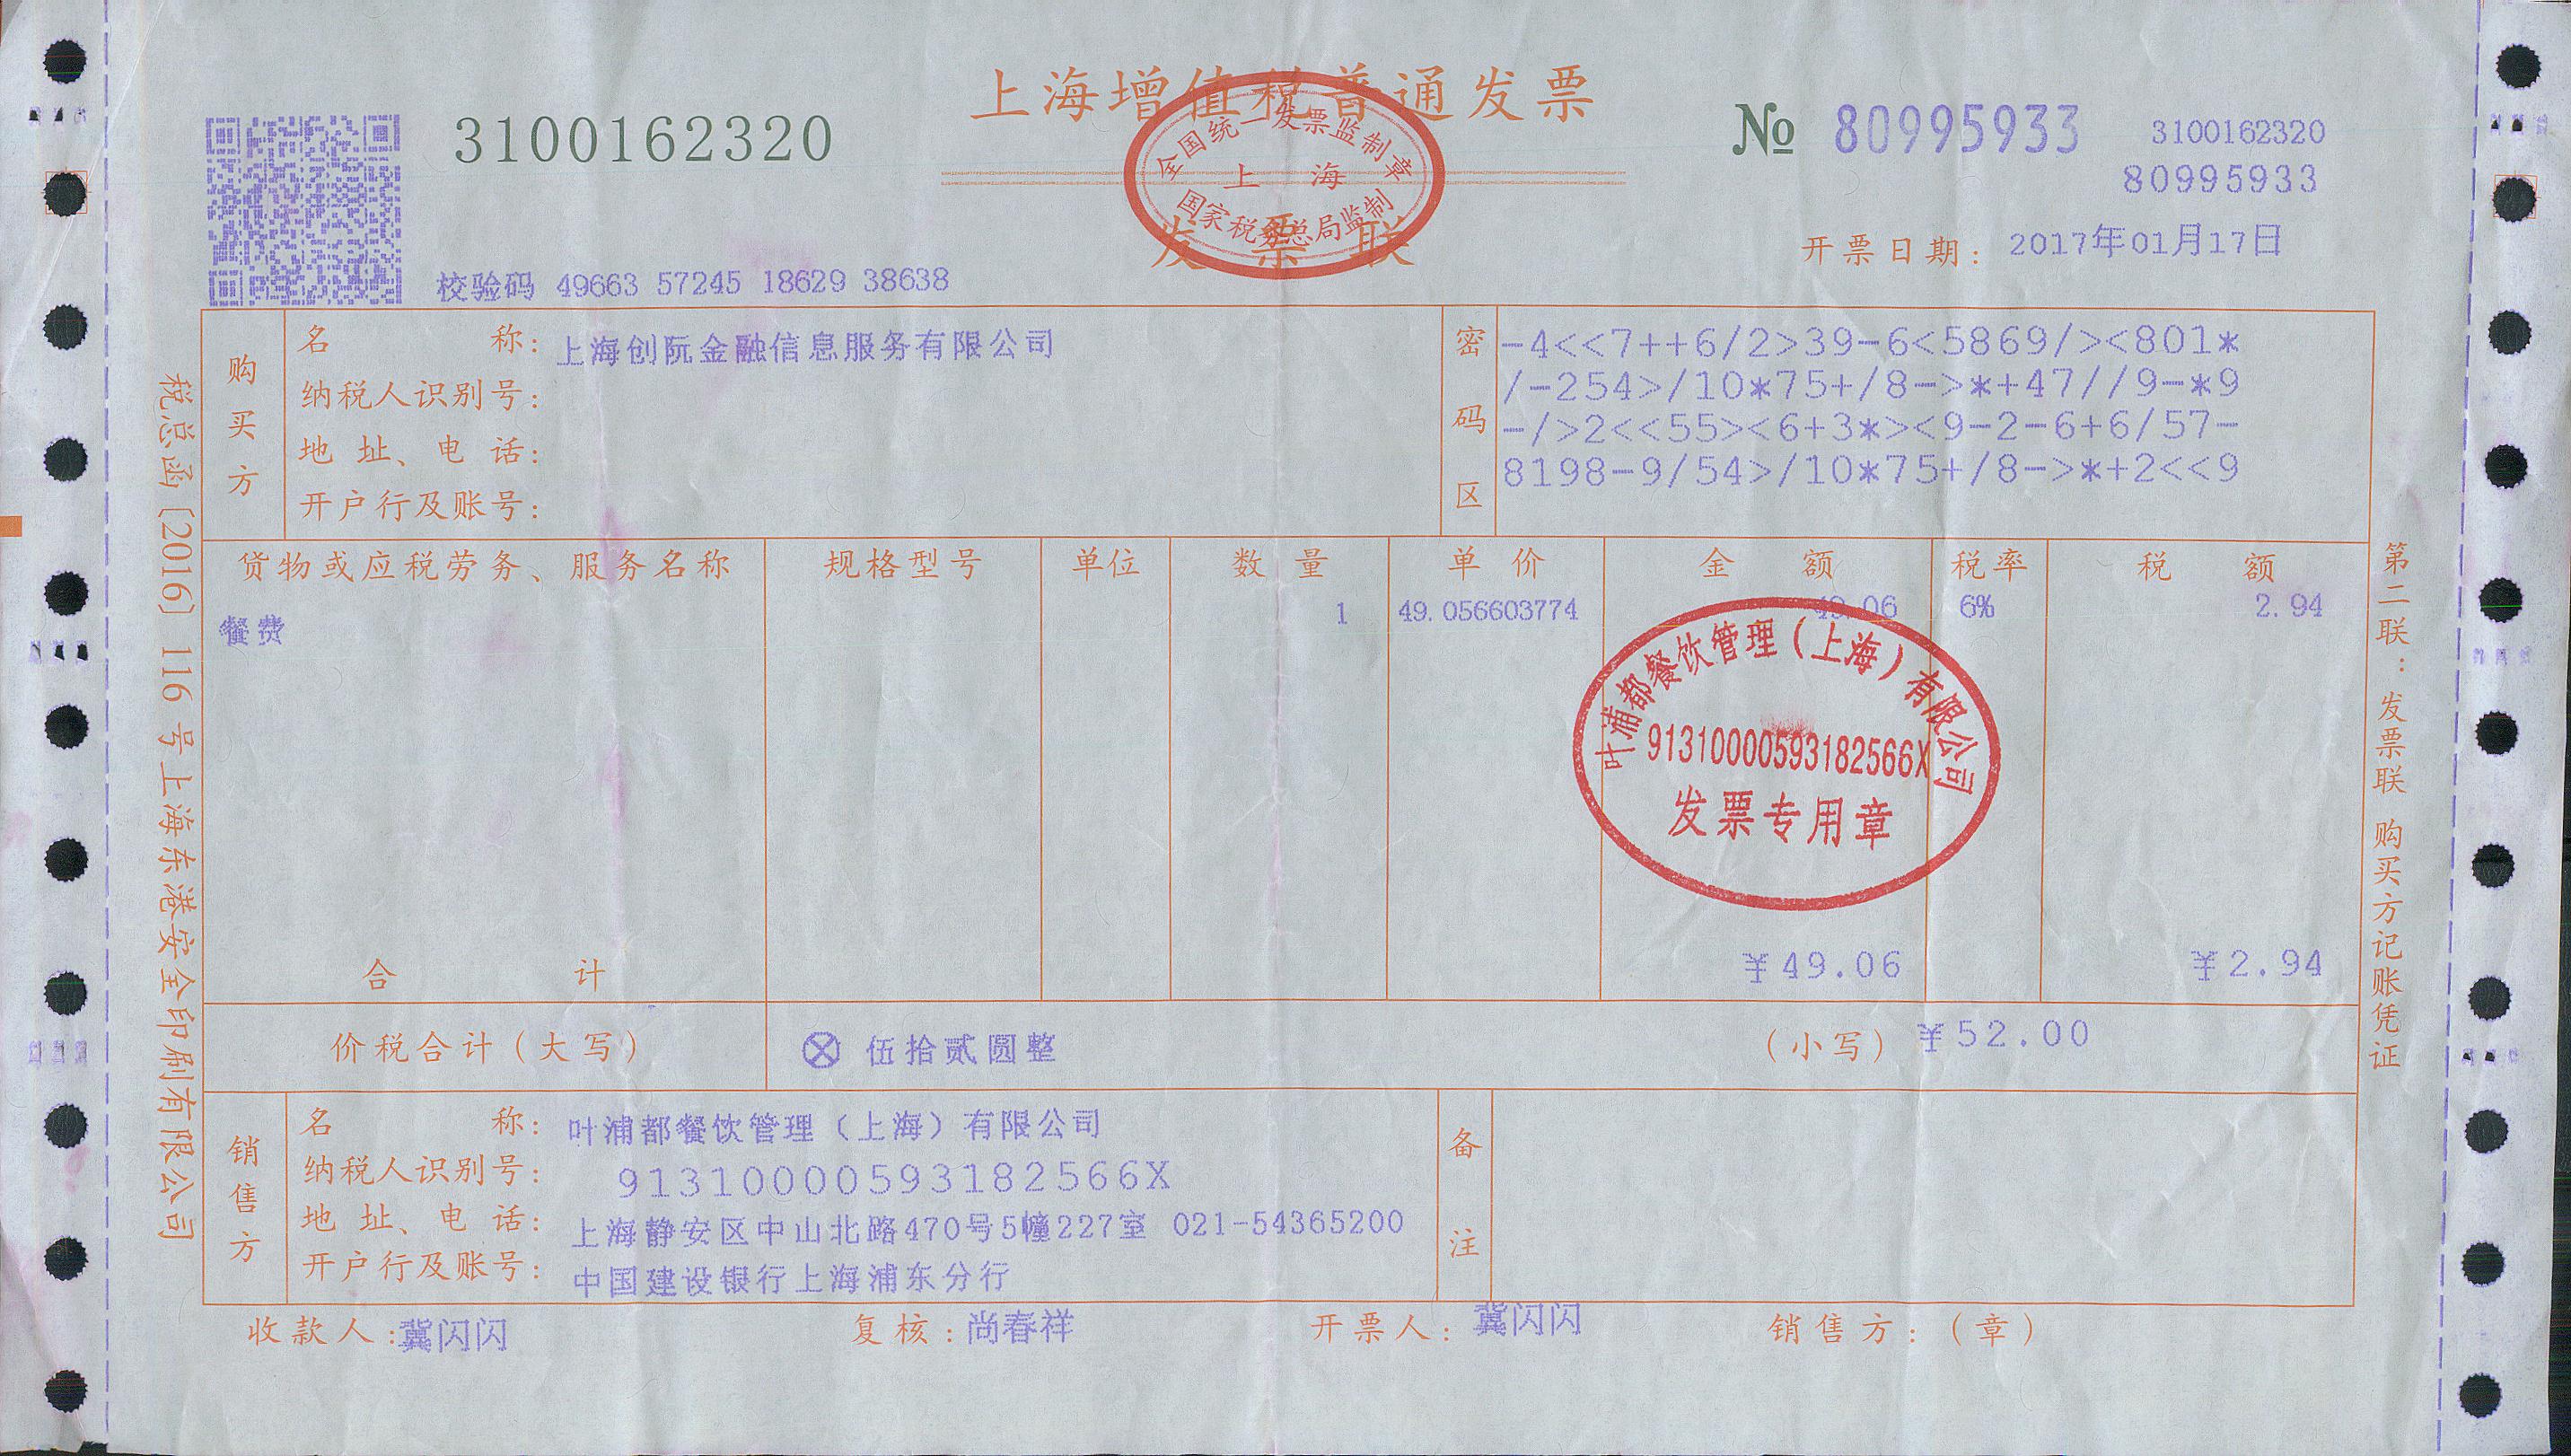 上海增值税普通发票
全国统一发票监制章
上 海
国家税务总局监制
发票联
3100162320
№ 80995933
3100162320
80995933
开票日期: 2017年01月17日
校验码 49663 57245 18629 38638
购买方
名 称: 上海创阮金融信息服务有限公司
纳税人识别号:
地 址、电 话:
开户行及账号:
密码区
-4<<7++6/2>39-6<5869/><801*
/-254>/10*75+/8->*+47//9-*9
-/>2<<55><6+3*><9-2-6+6/57-
8198-9/54>/10*75+/8->*+2<<9
货物或应税劳务、服务名称 规格型号 单位 数 量 单 价 金 额 税率 税 额
餐费 1 49.056603774 49.06 6% 2.94
叶浦都餐饮管理（上海）有限公司
91310000593182566X
发票专用章
合 计 ¥49.06 ¥2.94
价税合计（大写） ⊗ 伍拾贰圆整 （小写）¥52.00
销售方
名 称: 叶浦都餐饮管理（上海）有限公司
纳税人识别号: 91310000593182566X
地 址、电 话: 上海静安区中山北路470号5幢227室 021-54365200
开户行及账号: 中国建设银行上海浦东分行
备注
收款人:冀闪闪 复核:尚春祥 开票人:冀闪闪 销售方:（章）
税总函［2016］116号上海东港安全印刷有限公司
第二联:发票联 购买方记账凭证